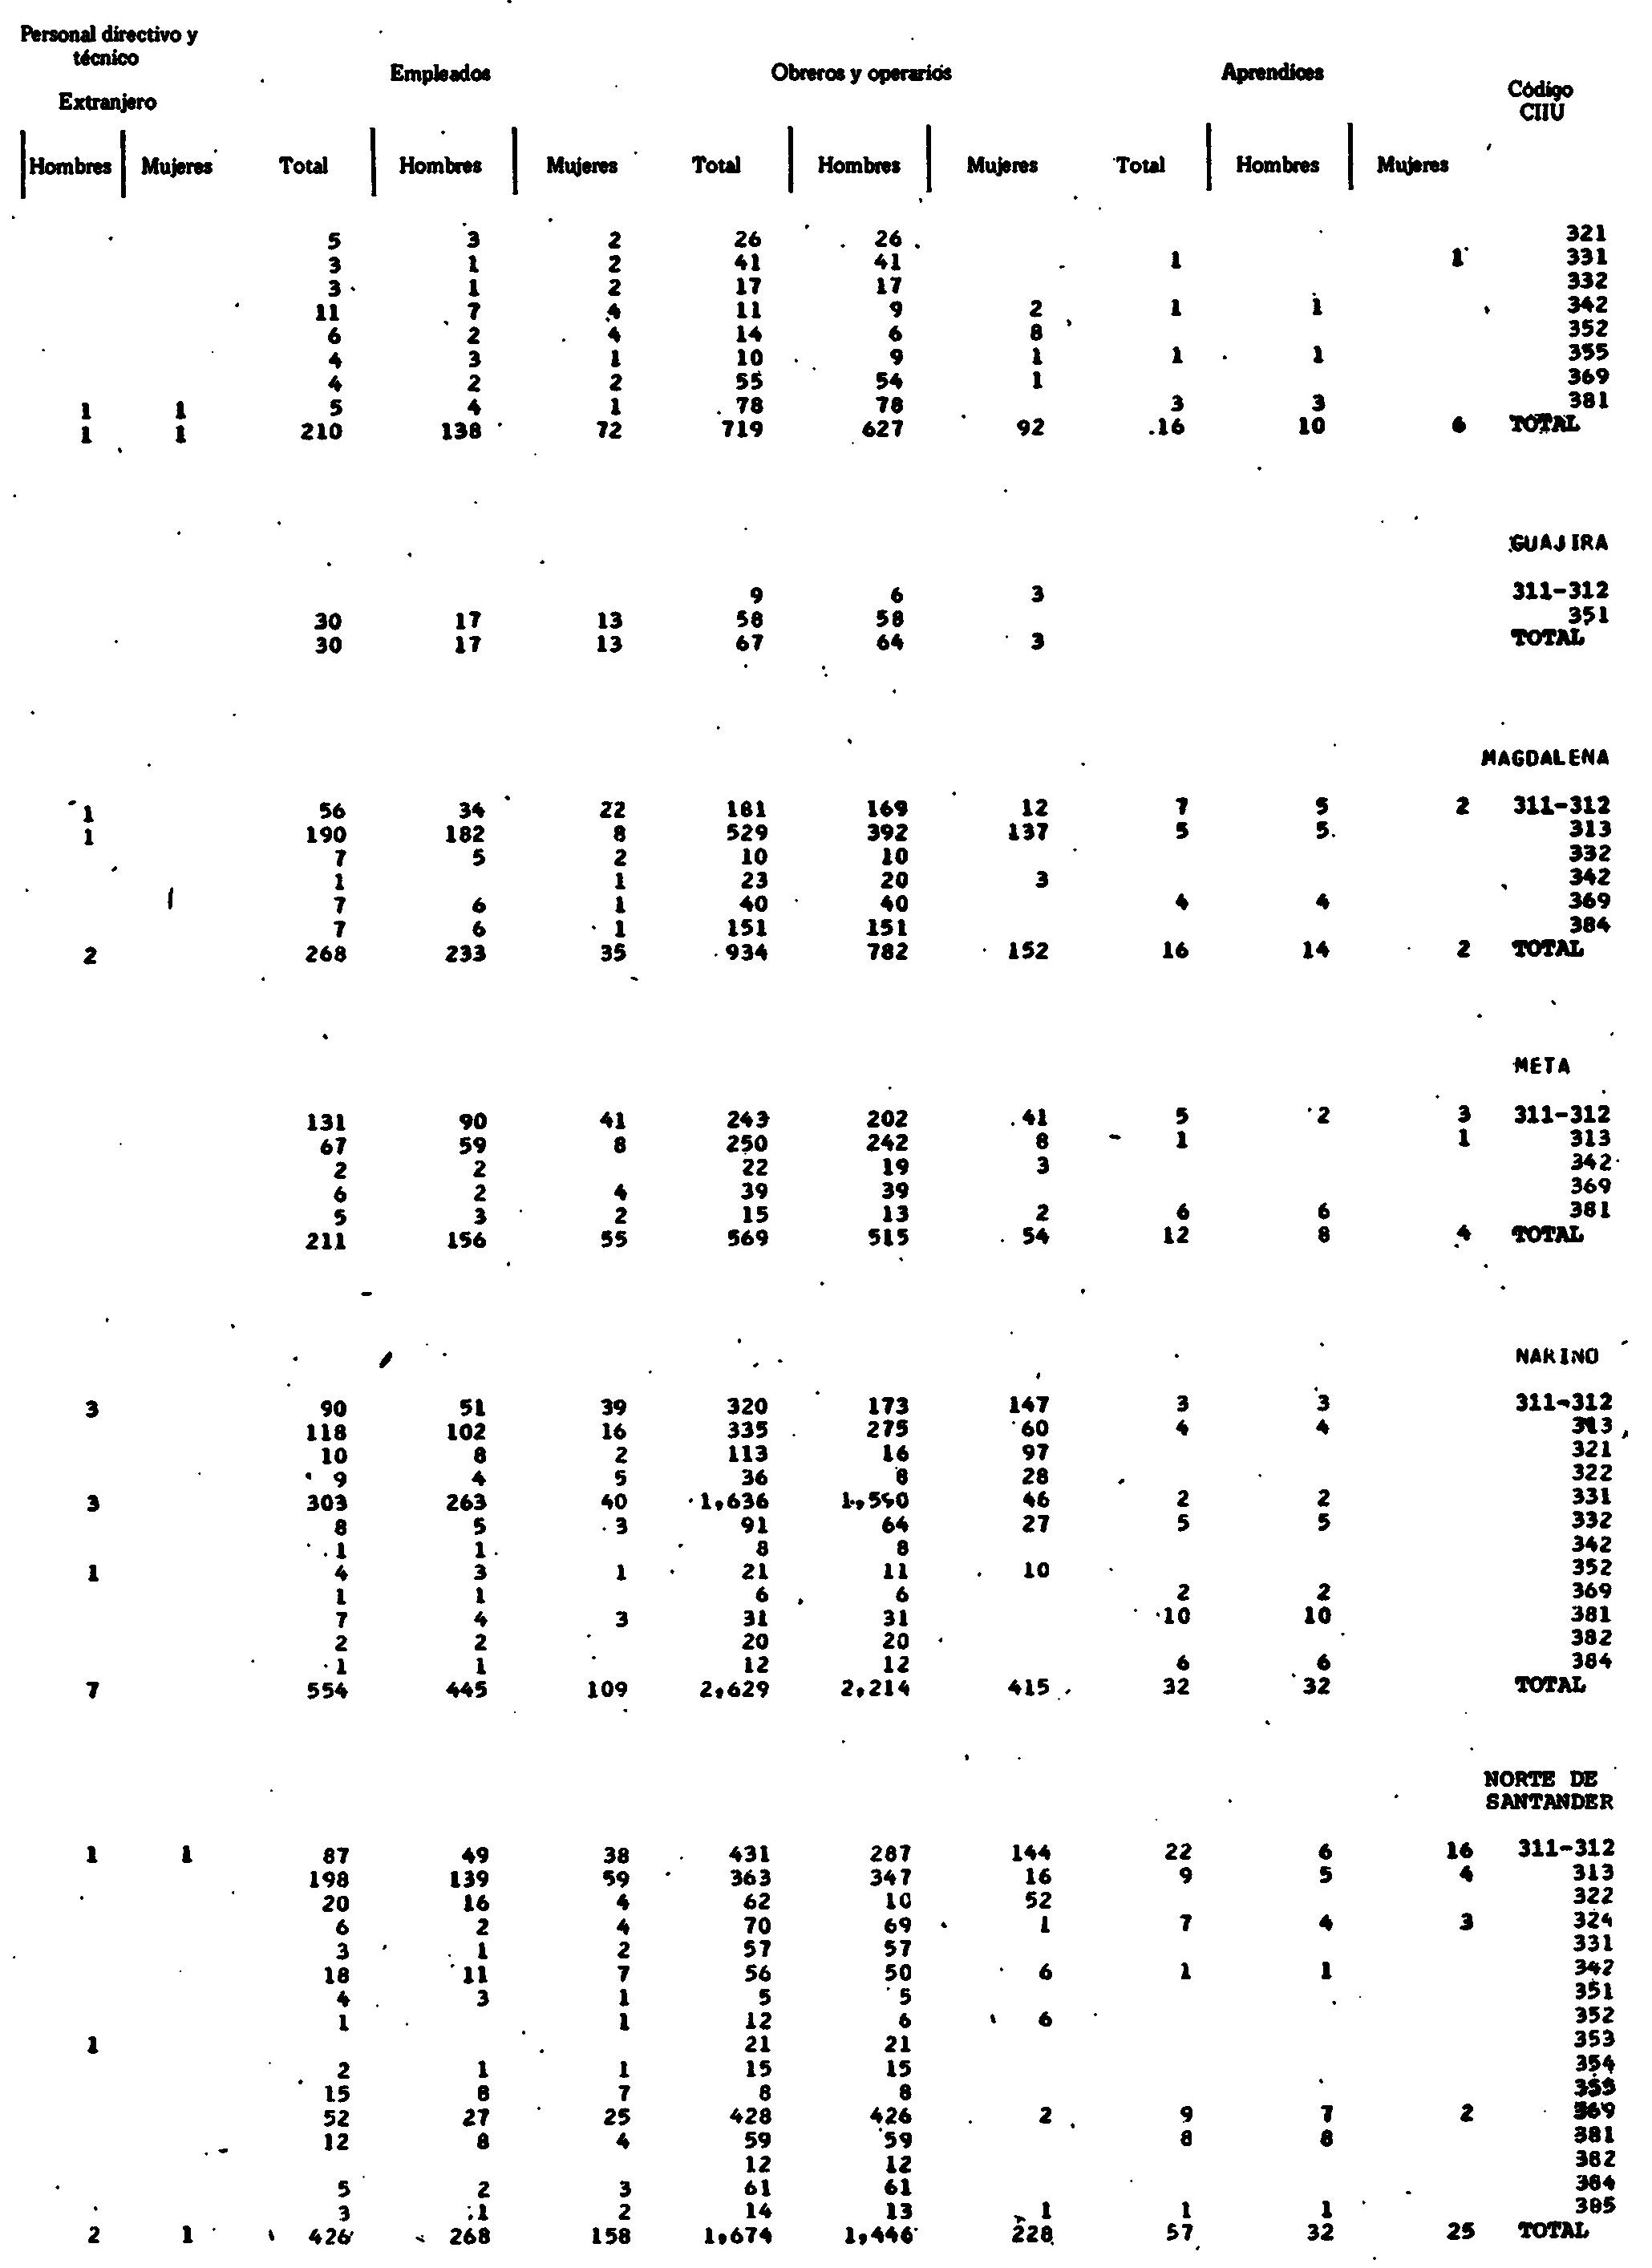 Personal directivo y
técnico
Extranjero
Empleados
Obreros y operarios
Aprendices
Código
CIIU
Hombres Mujeres Total Hombres Mujeres Total Hombres Mujeres Total Hombres Mujeres
5 3 2 26 26 321
3 1 2 41 41 1 1 331
3 1 2 17 17 332
11 7 4 11 9 2 1 1 342
6 2 4 14 6 8 352
4 3 1 10 9 1 1 1 355
4 2 2 55 54 1 369
1 1 5 4 1 78 78 3 3 381
1 1 210 138 72 719 627 92 16 10 6 TOTAL
GUAJIRA
9 6 3 311-312
30 17 13 58 58 351
30 17 13 67 64 3 TOTAL
MAGDALENA
1 56 34 22 181 169 12 7 5 2 311-312
1 190 182 8 529 392 137 5 5 313
7 5 2 10 10 332
1 1 23 20 3 342
7 6 1 40 40 4 4 369
7 6 1 151 151 384
2 268 233 35 934 782 152 16 14 2 TOTAL
META
131 90 41 243 202 41 5 2 3 311-312
67 59 8 250 242 8 1 1 313
2 2 22 19 3 342
6 2 4 39 39 369
5 3 2 15 13 2 6 6 381
211 156 55 569 515 54 12 8 4 TOTAL
NARINO
3 90 51 39 320 173 147 3 3 311-312
118 102 16 335 275 60 4 4 313
10 8 2 113 16 97 321
9 4 5 36 8 28 322
3 303 263 40 1,636 1,590 46 2 2 331
8 5 3 91 64 27 5 5 332
1 1 8 8 342
1 4 3 1 21 11 10 352
1 1 6 6 2 2 369
7 4 3 31 31 10 10 381
2 2 20 20 382
1 1 12 12 6 6 384
7 554 445 109 2,629 2,214 415 32 32 TOTAL
NORTE DE
SANTANDER
1 1 87 49 38 431 287 144 22 6 16 311-312
198 139 59 363 347 16 9 5 4 313
20 16 4 62 10 52 322
6 2 4 70 69 1 7 4 3 324
3 1 2 57 57 331
18 11 7 56 50 6 1 1 342
4 3 1 5 5 351
1 1 12 6 6 352
1 21 21 353
2 1 1 15 15 354
15 8 7 8 8 355
52 27 25 428 426 2 9 7 2 369
12 8 4 59 59 8 8 381
12 12 382
5 2 3 61 61 384
3 1 2 14 13 1 1 1 385
2 1 426 268 158 1,674 1,446 228 57 32 25 TOTAL